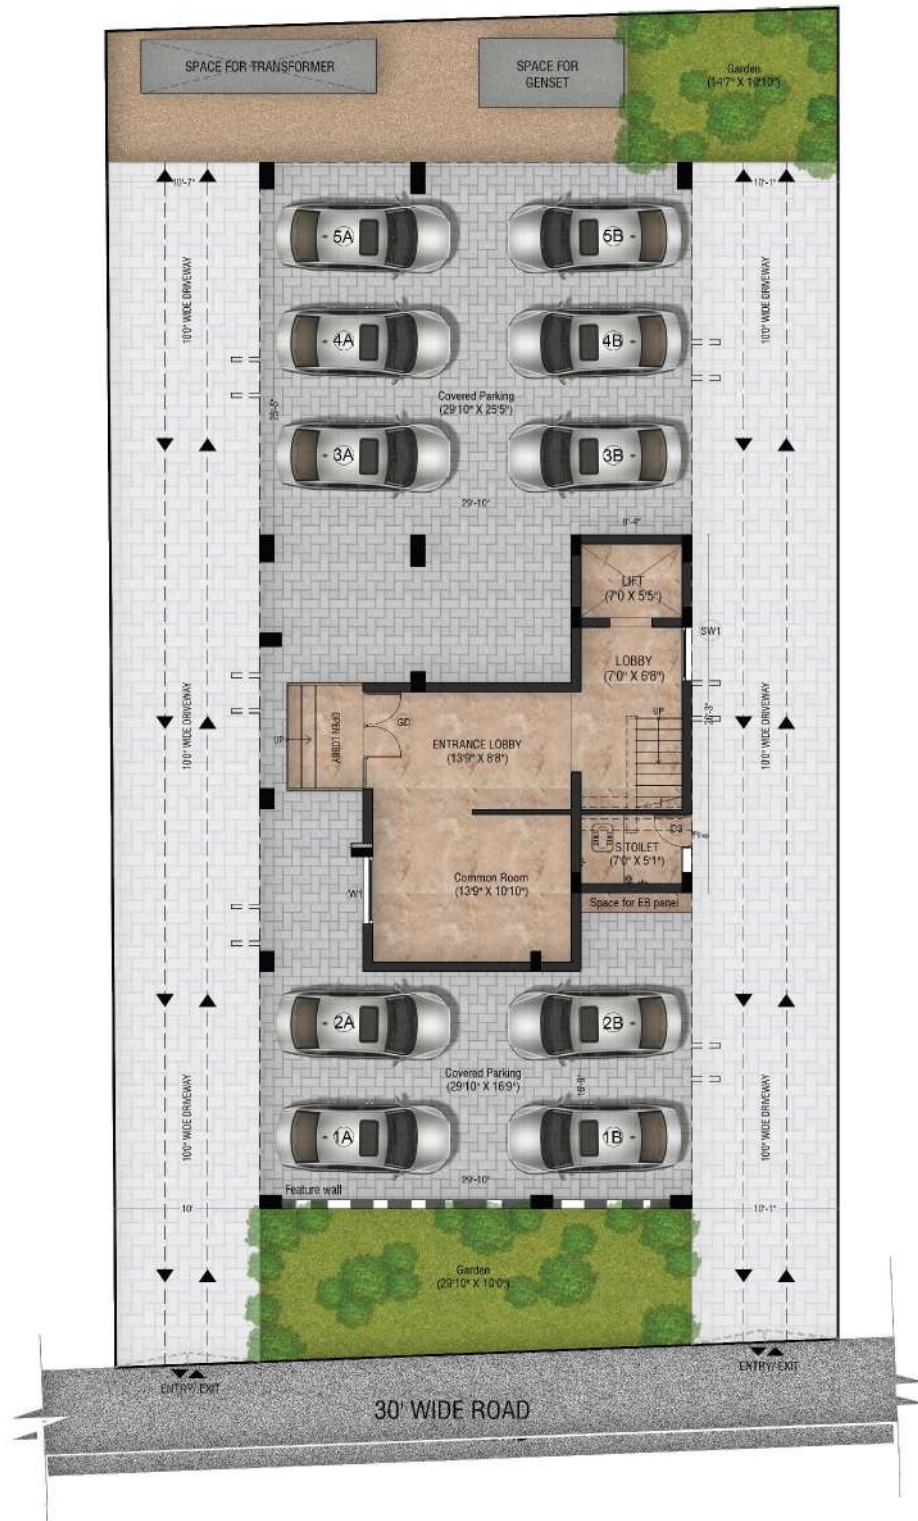 SPACE FOR TRANSFORMER
SPACE FOR
GENSET
Garden
(14'7" X 10'10")
10'-7"
10'-1"
5A
5B
10'0" WIDE DRIVEWAY
10'0" WIDE DRIVEWAY
4A
4B
Covered Parking
(29'10" X 25'5")
25'-5"
3A
3B
29'-10"
8'-4"
LIFT
(7'0 X 5'5")
SW1
LOBBY
(7'0" X 6'8")
UP
OPEN LOBBY
UP
GD
ENTRANCE LOBBY
(13'9" X 8'8")
10'0" WIDE DRIVEWAY
10'0" WIDE DRIVEWAY
D3
S.TOILET
(7'0" X 5'1")
Common Room
(13'9" X 10'10")
W1
Space for EB panel
2A
2B
Covered Parking
(29'10" X 16'9")
16'-9"
10'0" WIDE DRIVEWAY
10'0" WIDE DRIVEWAY
1A
1B
29'-10"
Feature wall
10'
10'-1"
Garden
(29'10" X 10'0")
ENTRY/ EXIT
ENTRY/ EXIT
30' WIDE ROAD